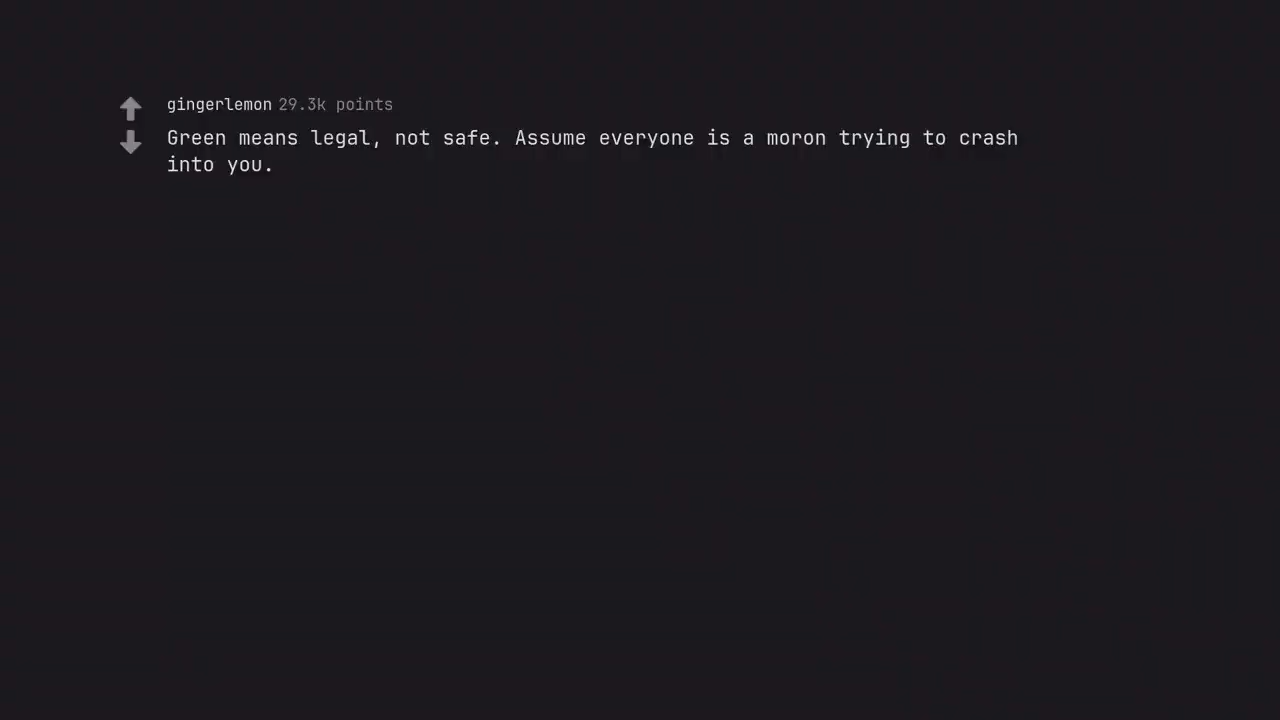 gingerlemon 29.3k points
Green means legal, not safe. Assume everyone is a moron trying to crash
into you.